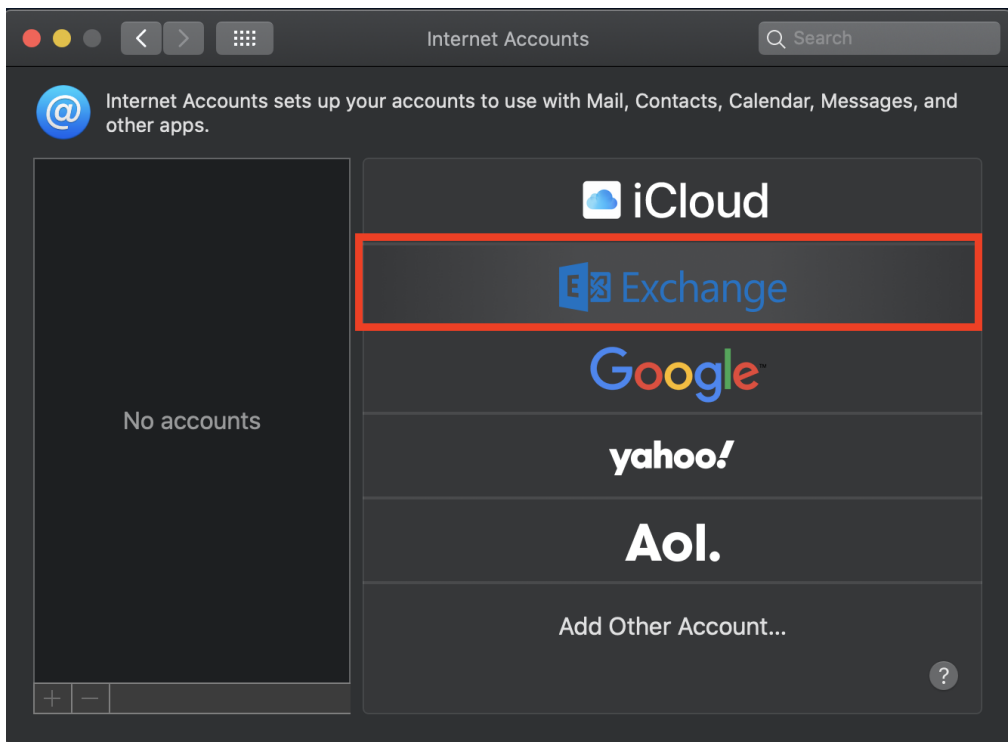 Internet Accounts
Search
Internet Accounts sets up your accounts to use with Mail, Contacts, Calendar, Messages, and
other apps.
No accounts
iCloud
E Exchange
Google™
yahoo!
Aol.
Add Other Account...
?